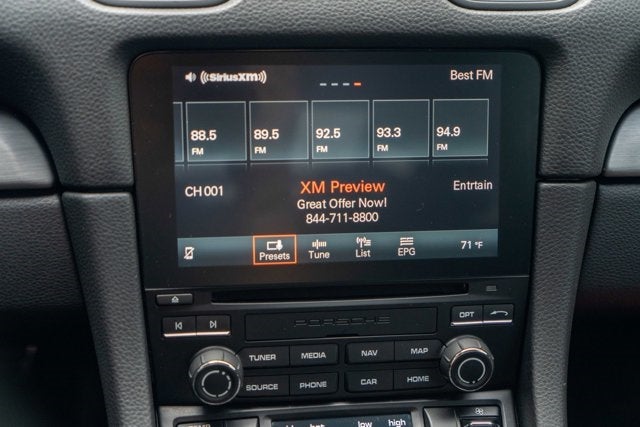 ((SiriusXM))
Best FM
88.5 FM
89.5 FM
92.5 FM
93.3 FM
94.9 FM
CH 001
XM Preview
Entrtain
Great Offer Now!
844-711-8800
Presets
Tune
List
EPG
71 °F
PORSCHE
OPT
TUNER
MEDIA
NAV
MAP
SOURCE
PHONE
CAR
HOME
low
high